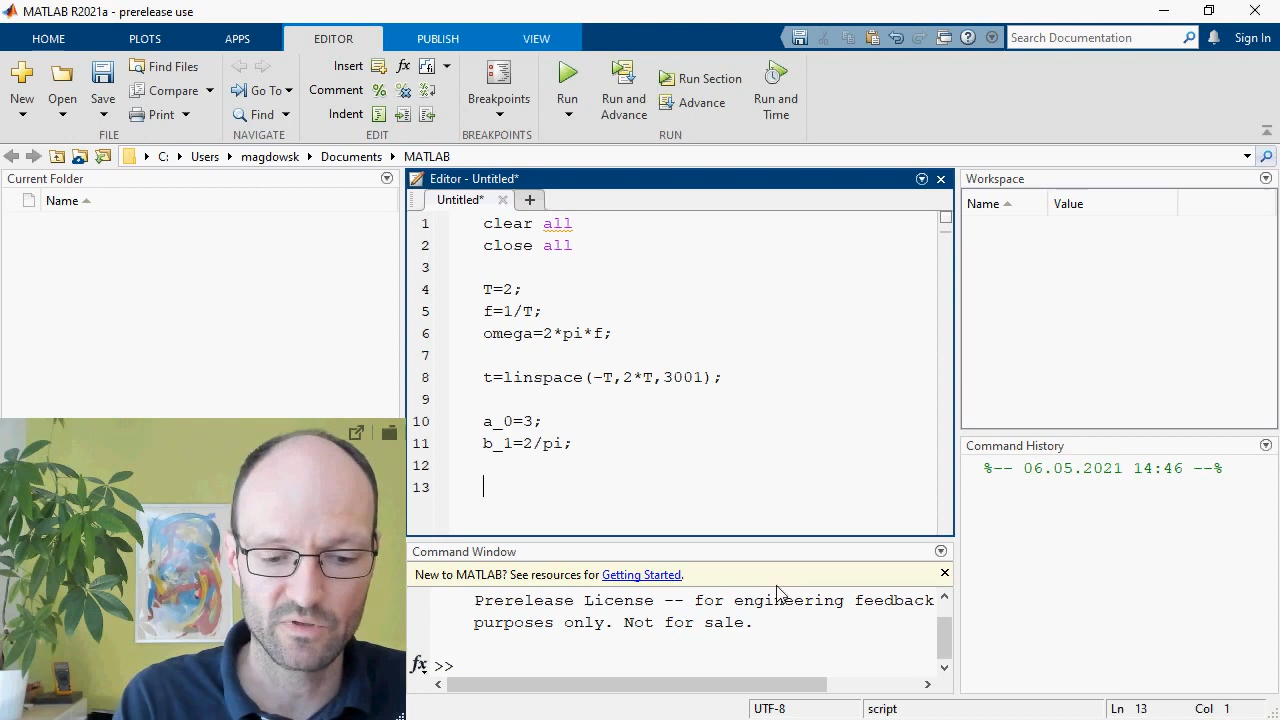 MATLAB R2021a - prerelease use
HOME PLOTS APPS EDITOR PUBLISH VIEW
Search Documentation
Sign In
New Open Save
Find Files
Compare
Print
FILE
Go To
Find
NAVIGATE
Insert
fx
Comment
Indent
EDIT
Breakpoints
BREAKPOINTS
Run
Run and Advance
Run Section
Advance
Run and Time
RUN
C: Users magdowsk Documents MATLAB
Current Folder
Name
Editor - Untitled*
Untitled*
1 clear all
2 close all
3
4 T=2;
5 f=1/T;
6 omega=2*pi*f;
7
8 t=linspace(-T,2*T,3001);
9
10 a_0=3;
11 b_1=2/pi;
12
13
Command Window
New to MATLAB? See resources for Getting Started.
Prerelease License -- for engineering feedback
purposes only. Not for sale.
fx >>
Workspace
Name Value
Command History
%-- 06.05.2021 14:46 --%
UTF-8 script Ln 13 Col 1